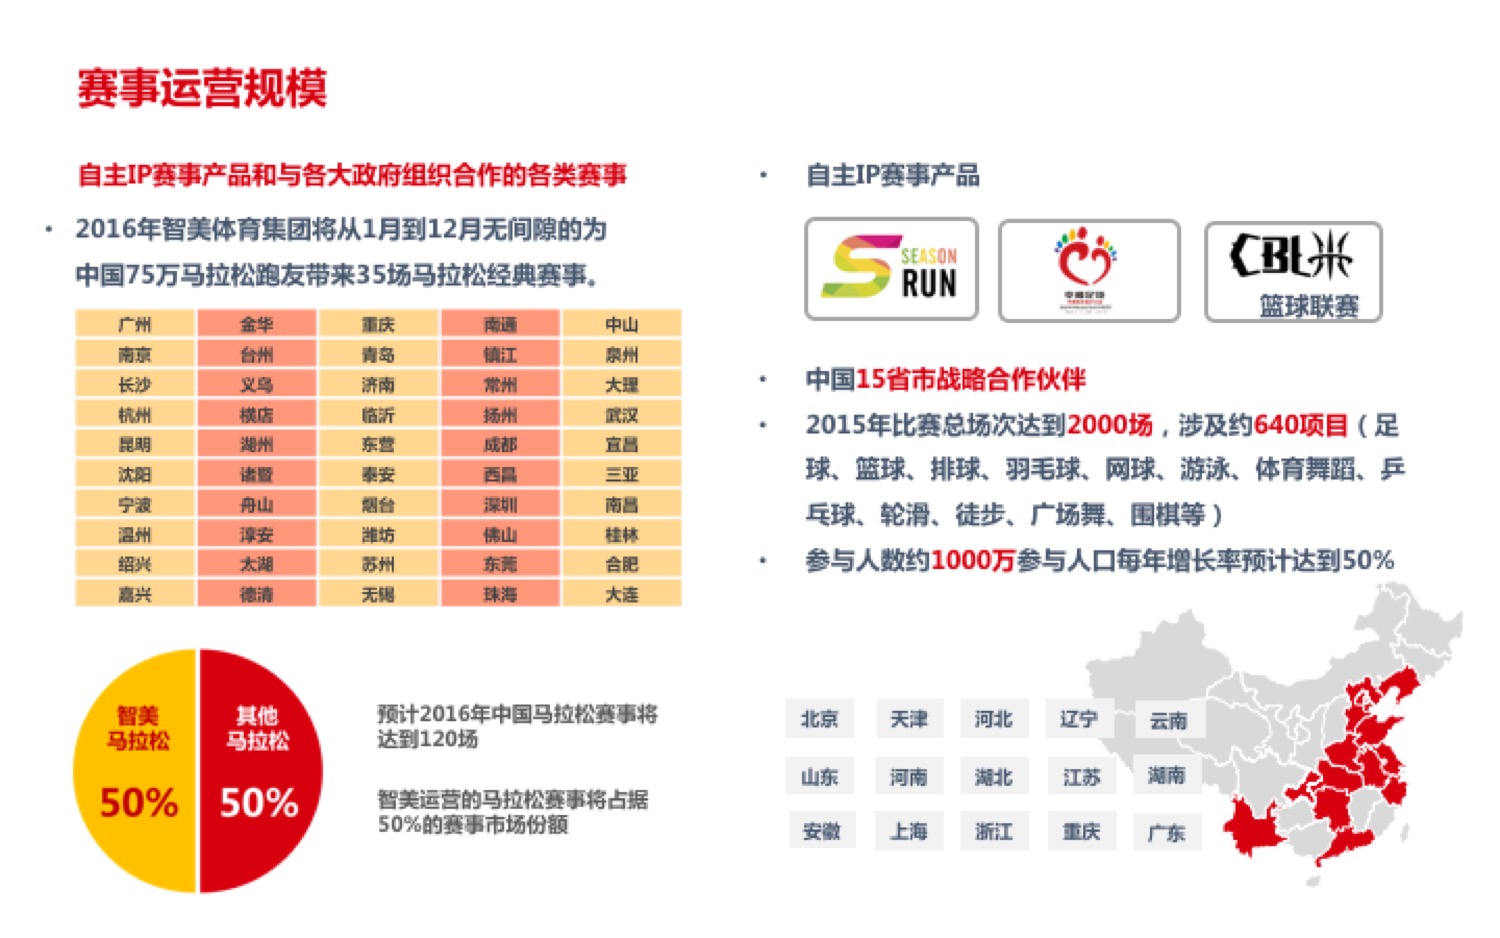 赛事运营规模
自主IP赛事产品和与各大政府组织合作的各类赛事
• 2016年智美体育集团将从1月到12月无间隙的为
中国75万马拉松跑友带来35场马拉松经典赛事。
广州 金华 重庆 南通 中山
南京 台州 青岛 镇江 泉州
长沙 义乌 济南 常州 大理
杭州 横店 临沂 扬州 武汉
昆明 湖州 东营 成都 宜昌
沈阳 诸暨 泰安 西昌 三亚
宁波 舟山 烟台 深圳 南昌
温州 淳安 潍坊 佛山 桂林
绍兴 太湖 苏州 东莞 合肥
嘉兴 德清 无锡 珠海 大连
智美
马拉松
50%
其他
马拉松
50%
预计2016年中国马拉松赛事将
达到120场
智美运营的马拉松赛事将占据
50%的赛事市场份额
• 自主IP赛事产品
SEASON
RUN
CBL
篮球联赛
• 中国15省市战略合作伙伴
• 2015年比赛总场次达到2000场，涉及约640项目（足
球、篮球、排球、羽毛球、网球、游泳、体育舞蹈、乒
乓球、轮滑、徒步、广场舞、围棋等）
• 参与人数约1000万参与人口每年增长率预计达到50%
北京 天津 河北 辽宁 云南
山东 河南 湖北 江苏 湖南
安徽 上海 浙江 重庆 广东